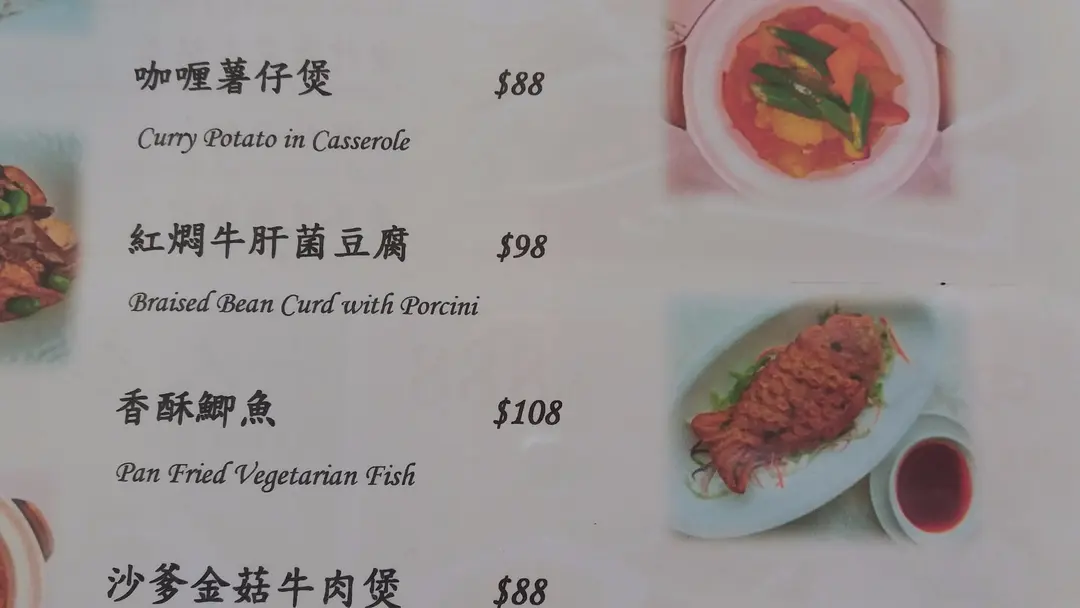 咖喱薯仔煲 $88
Curry Potato in Casserole
紅燜牛肝菌豆腐 $98
Braised Bean Curd with Porcini
香酥鯽魚 $108
Pan Fried Vegetarian Fish
沙爹金菇牛肉煲 $88